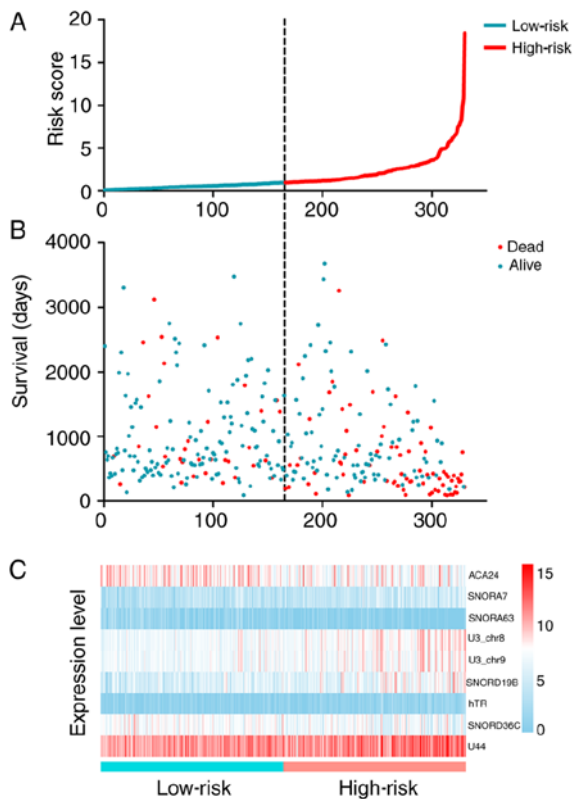 A
Risk score
20
15
10
5
0
0
100
200
300
Low-risk
High-risk
B
Survival (days)
4000
3000
2000
1000
0
0
100
200
300
Dead
Alive
C
Expression level
ACA24
SNORA7
SNORA63
U3_chr8
U3_chr9
SNORD19B
hTR
SNORD36C
U44
15
10
5
0
Low-risk
High-risk